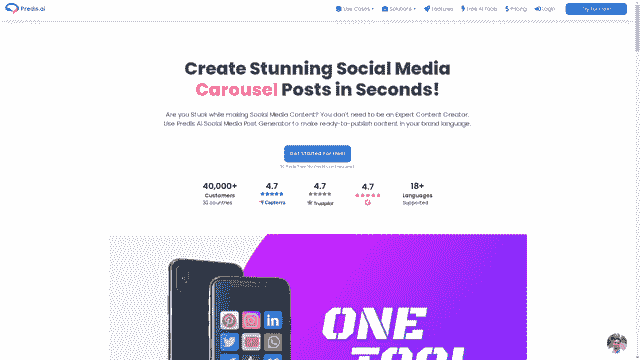 Predis.ai
Use Cases
Solutions
Features
Free AI Tools
Pricing
Login
Create Stunning Social Media
Carousel Posts in Seconds!
Are you Stuck while making Social Media Content? You don't need to be an Expert Content Creator,
Use Predis AI Social Media Post Generator to make ready-to-publish content in your brand language.
Get Started For Free!
40,000+
Customers
30 countries
4.7
Capterra
4.7
Trustpilot
4.7
G
18+
Languages
Supported
ONE
TOOL